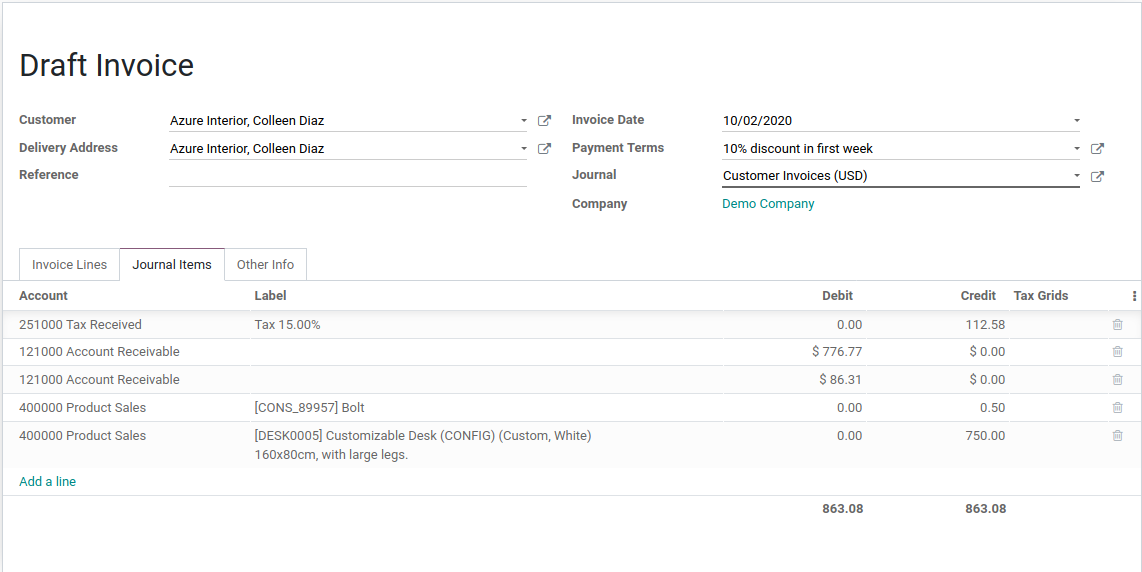 Draft Invoice
Customer Azure Interior, Colleen Diaz Invoice Date 10/02/2020
Delivery Address Azure Interior, Colleen Diaz Payment Terms 10% discount in first week
Reference Journal Customer Invoices (USD)
Company Demo Company
Invoice Lines Journal Items Other Info
Account Label Debit Credit Tax Grids
251000 Tax Received Tax 15.00% 0.00 112.58
121000 Account Receivable $ 776.77 $ 0.00
121000 Account Receivable $ 86.31 $ 0.00
400000 Product Sales [CONS_89957] Bolt 0.00 0.50
400000 Product Sales [DESK0005] Customizable Desk (CONFIG) (Custom, White) 0.00 750.00
160x80cm, with large legs.
Add a line
863.08 863.08